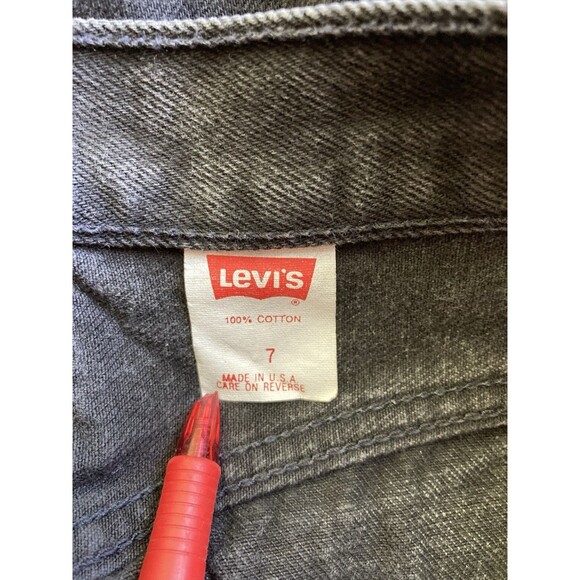 Levi's
®
100% COTTON
7
MADE IN U.S.A
CARE ON REVERSE